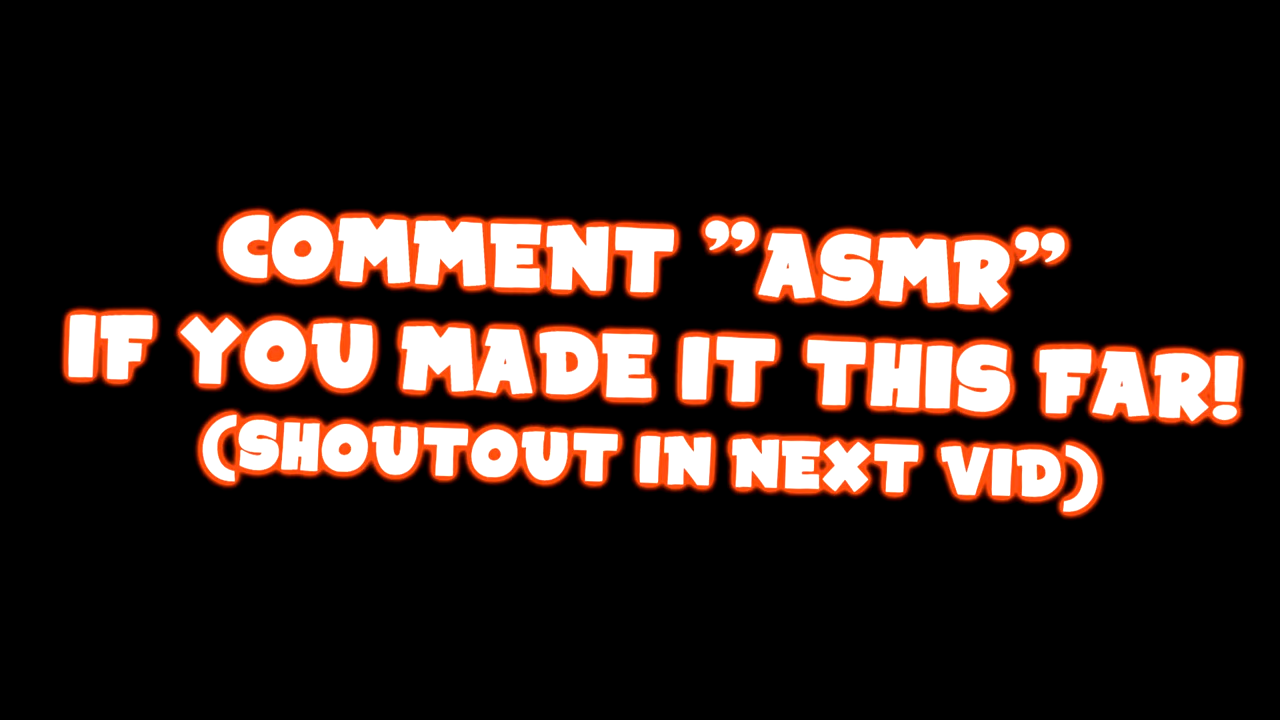 COMMENT ”ASMR”
IF YOU MADE IT THIS FAR!
(SHOUTOUT IN NEXT VID)